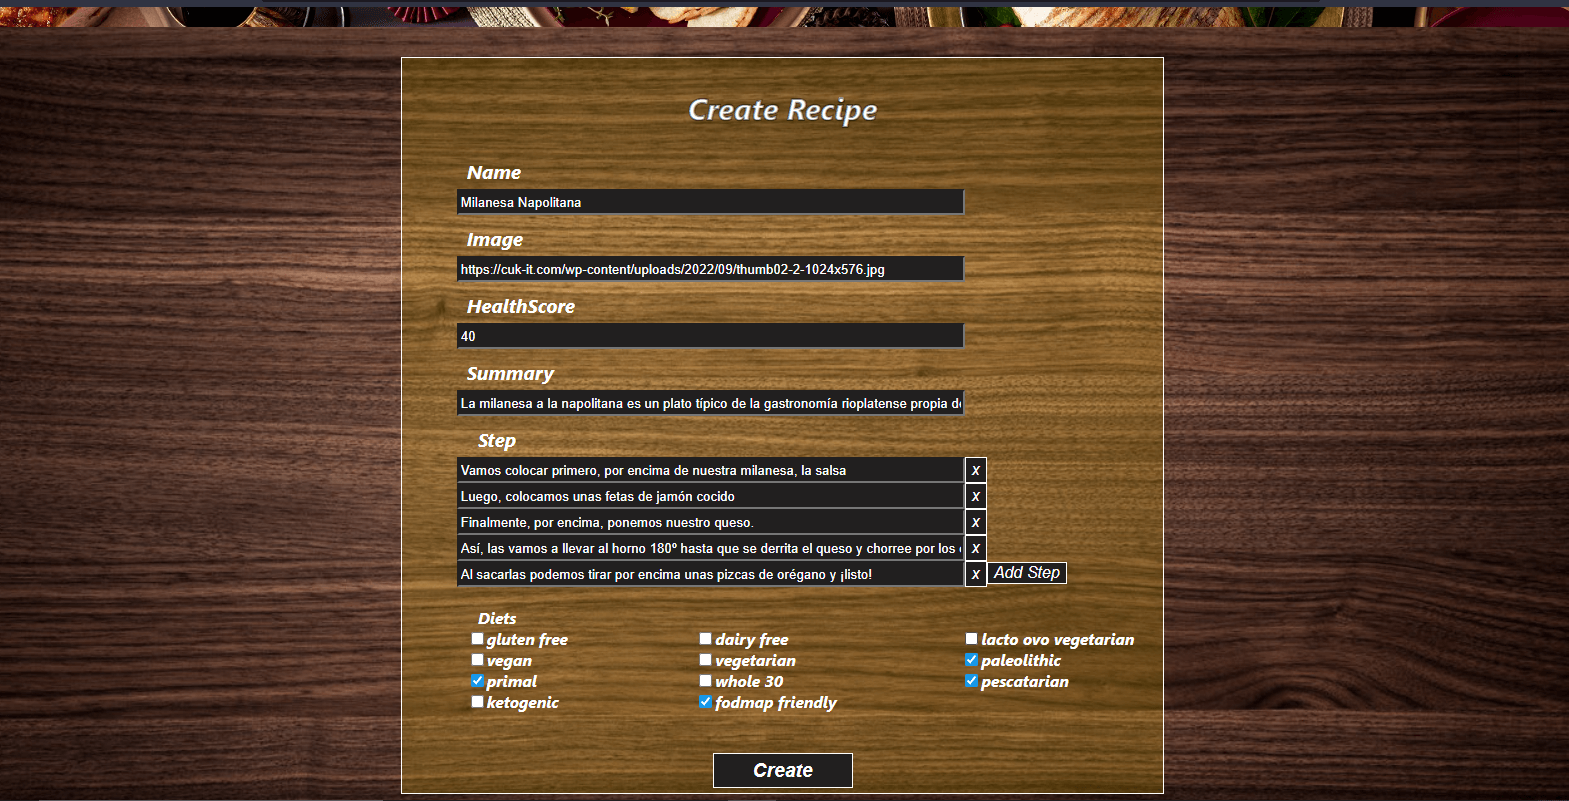 Create Recipe
Name
Milanesa Napolitana
Image
https://cuk-it.com/wp-content/uploads/2022/09/thumb02-2-1024x576.jpg
HealthScore
40
Summary
La milanesa a la napolitana es un plato típico de la gastronomía rioplatense propia de
Step
Vamos colocar primero, por encima de nuestra milanesa, la salsa x
Luego, colocamos unas fetas de jamón cocido x
Finalmente, por encima, ponemos nuestro queso. x
Así, las vamos a llevar al horno 180º hasta que se derrita el queso y chorree por los x
Al sacarlas podemos tirar por encima unas pizcas de orégano y ¡listo! x Add Step
Diets
gluten free dairy free lacto ovo vegetarian
vegan vegetarian paleolithic
primal whole 30 pescatarian
ketogenic fodmap friendly
Create